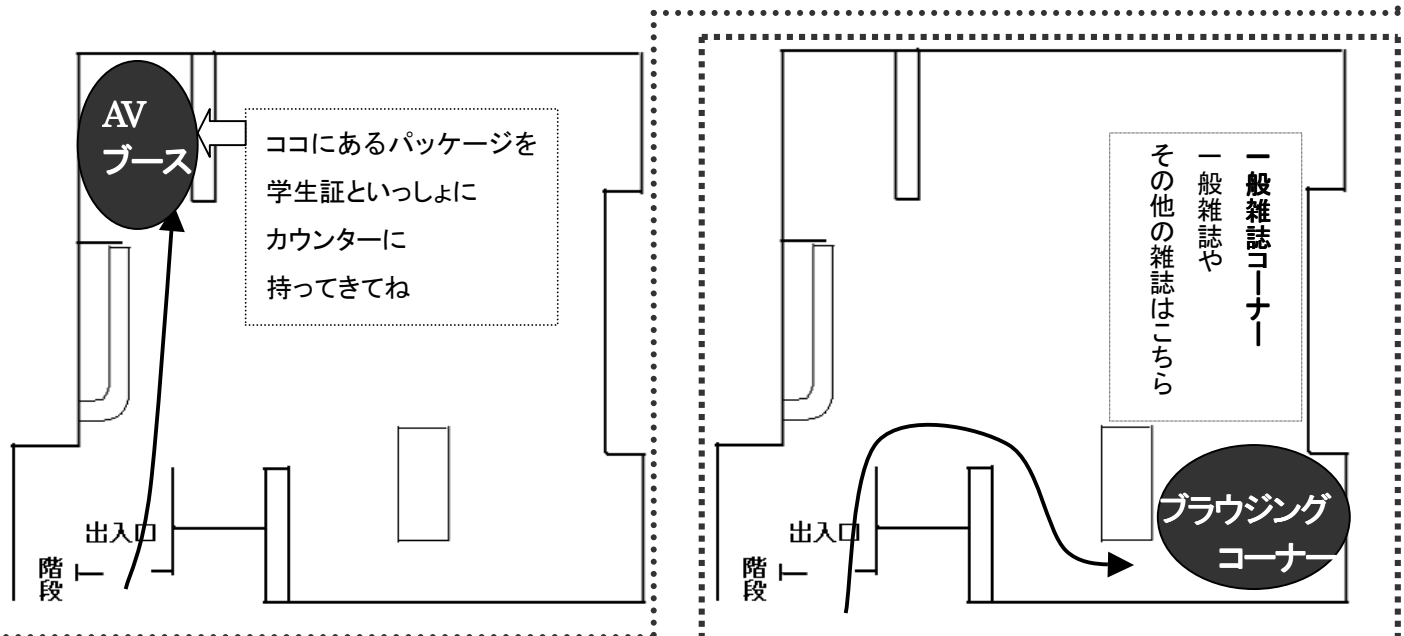 AV
ブース
ココにあるパッケージを
学生証といっしょに
カウンターに
持ってきてね
出入口
階段
一般雑誌コーナー
一般雑誌や
その他の雑誌はこちら
ブラウジング
コーナー
出入口
階段